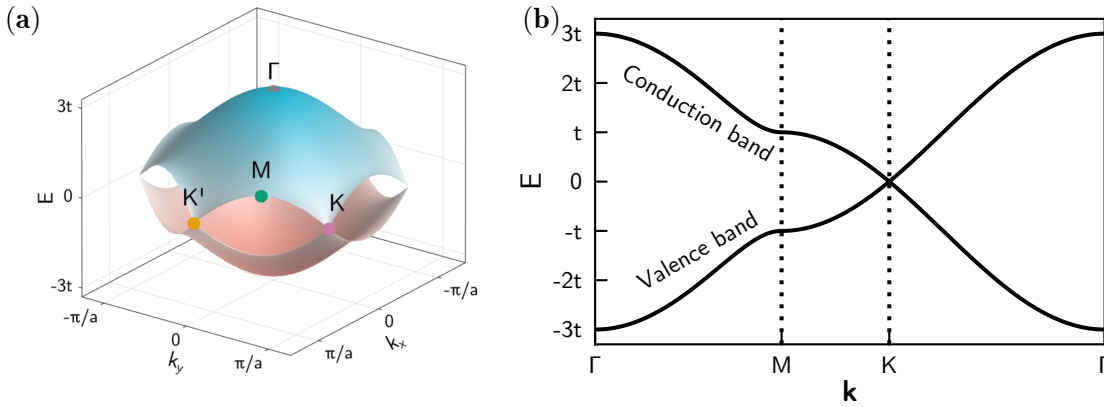 (a)
Γ
3t
M
E
0
K'
K
-3t
-π/a
0
π/a
k_y
π/a
0
-π/a
k_x
(b)
3t
2t
t
E
0
-t
-2t
-3t
Conduction band
Valence band
Γ
M
K
Γ
k